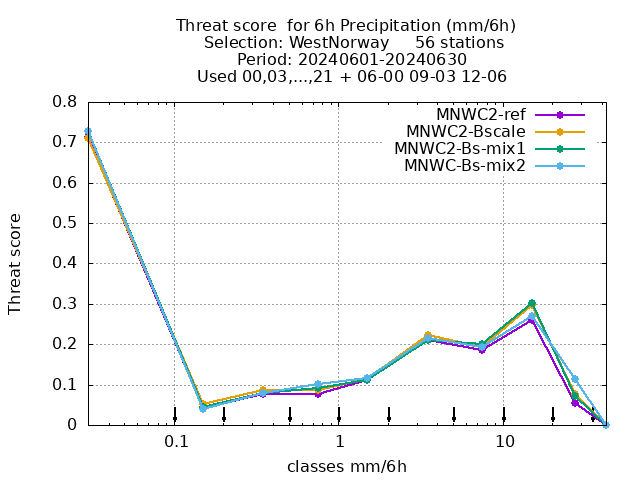 Threat score  for 6h Precipitation (mm/6h)
Selection: WestNorway     56 stations
Period: 20240601-20240630
Used 00,03,...,21 + 06-00 09-03 12-06
MNWC2-ref
MNWC2-Bscale
MNWC2-Bs-mix1
MNWC-Bs-mix2
Threat score
0.8
0.7
0.6
0.5
0.4
0.3
0.2
0.1
0
0.1
1
10
classes mm/6h